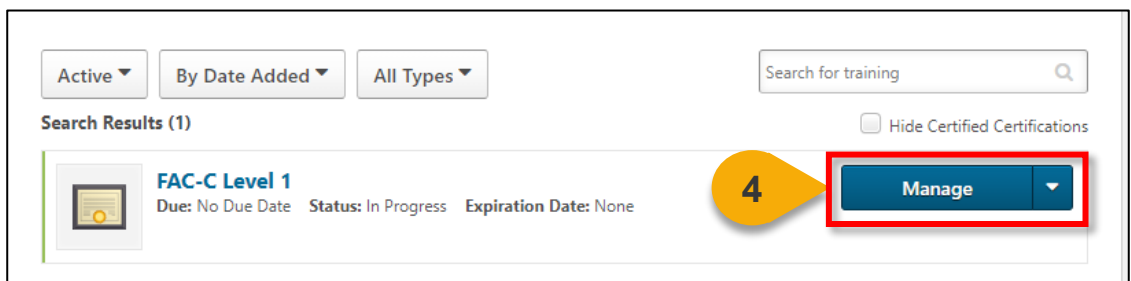 Active By Date Added All Types Search for training
Search Results (1) Hide Certified Certifications
FAC-C Level 1
Due: No Due Date Status: In Progress Expiration Date: None
4
Manage